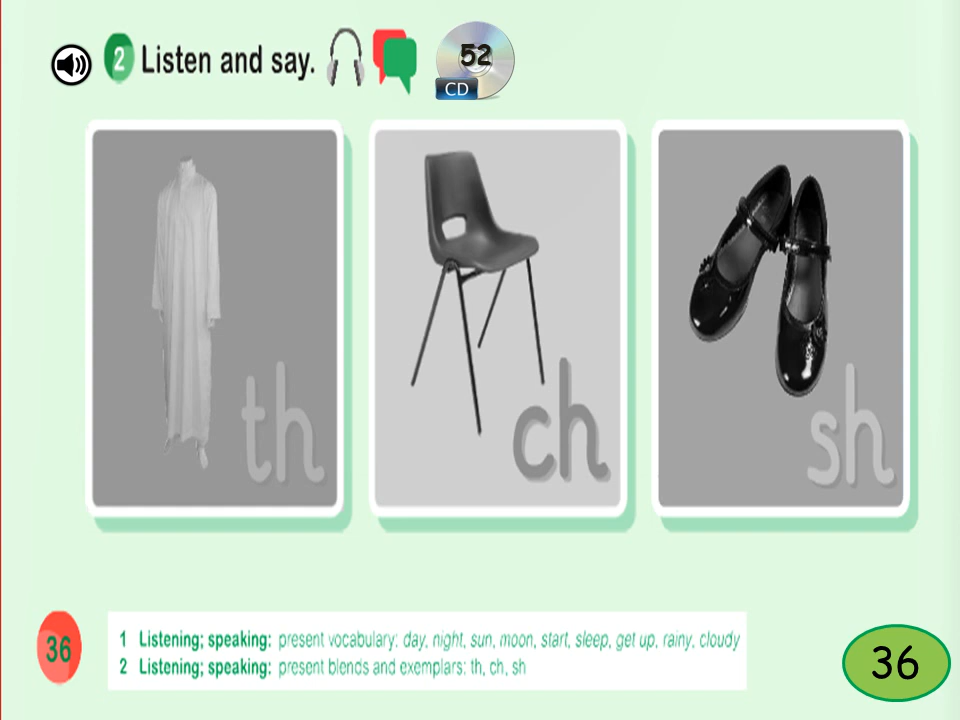 2 Listen and say.
52
CD
th
ch
sh
36
1 Listening; speaking: present vocabulary: day, night, sun, moon, start, sleep, get up, rainy, cloudy
2 Listening; speaking: present blends and exemplars: th, ch, sh
36